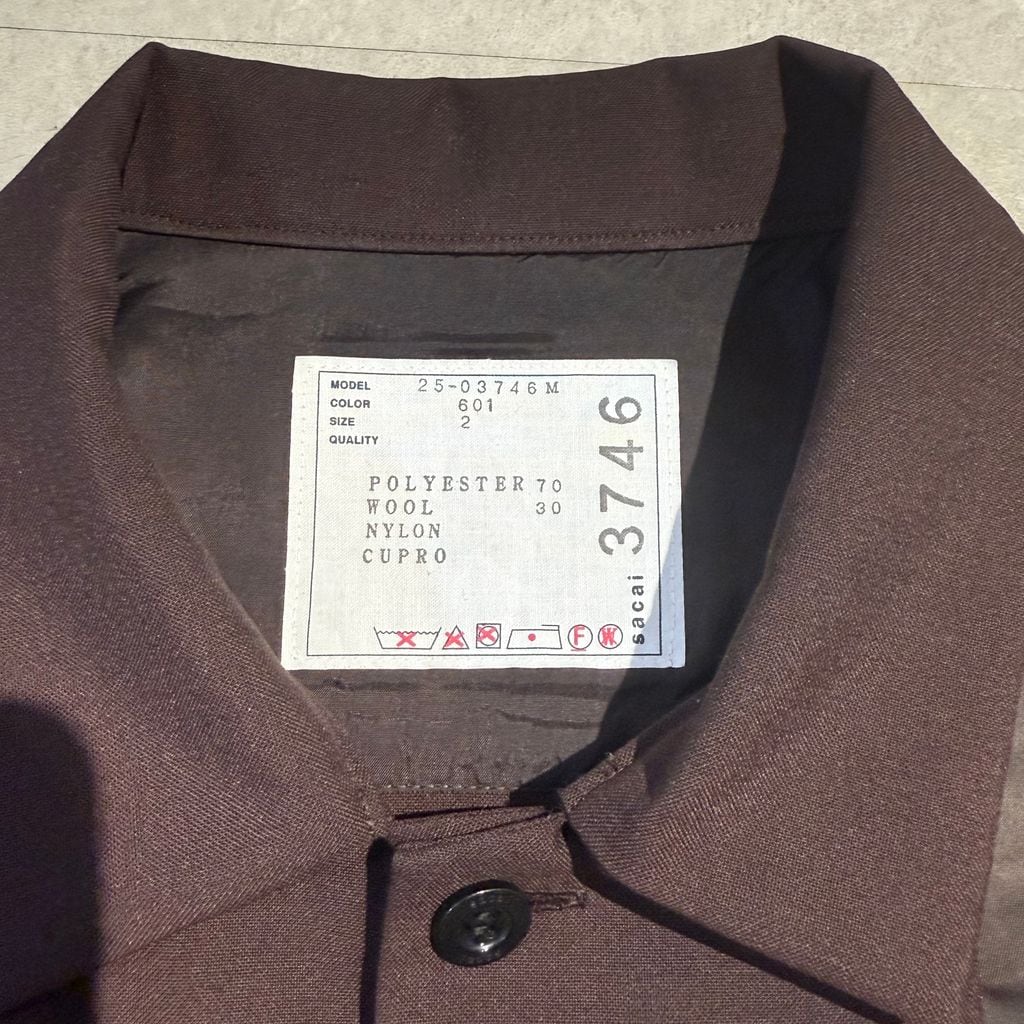 MODEL 25-03746M
COLOR 601
SIZE 2
QUALITY
POLYESTER 70
WOOL 30
NYLON
CUPRO
F W
sacai 3746